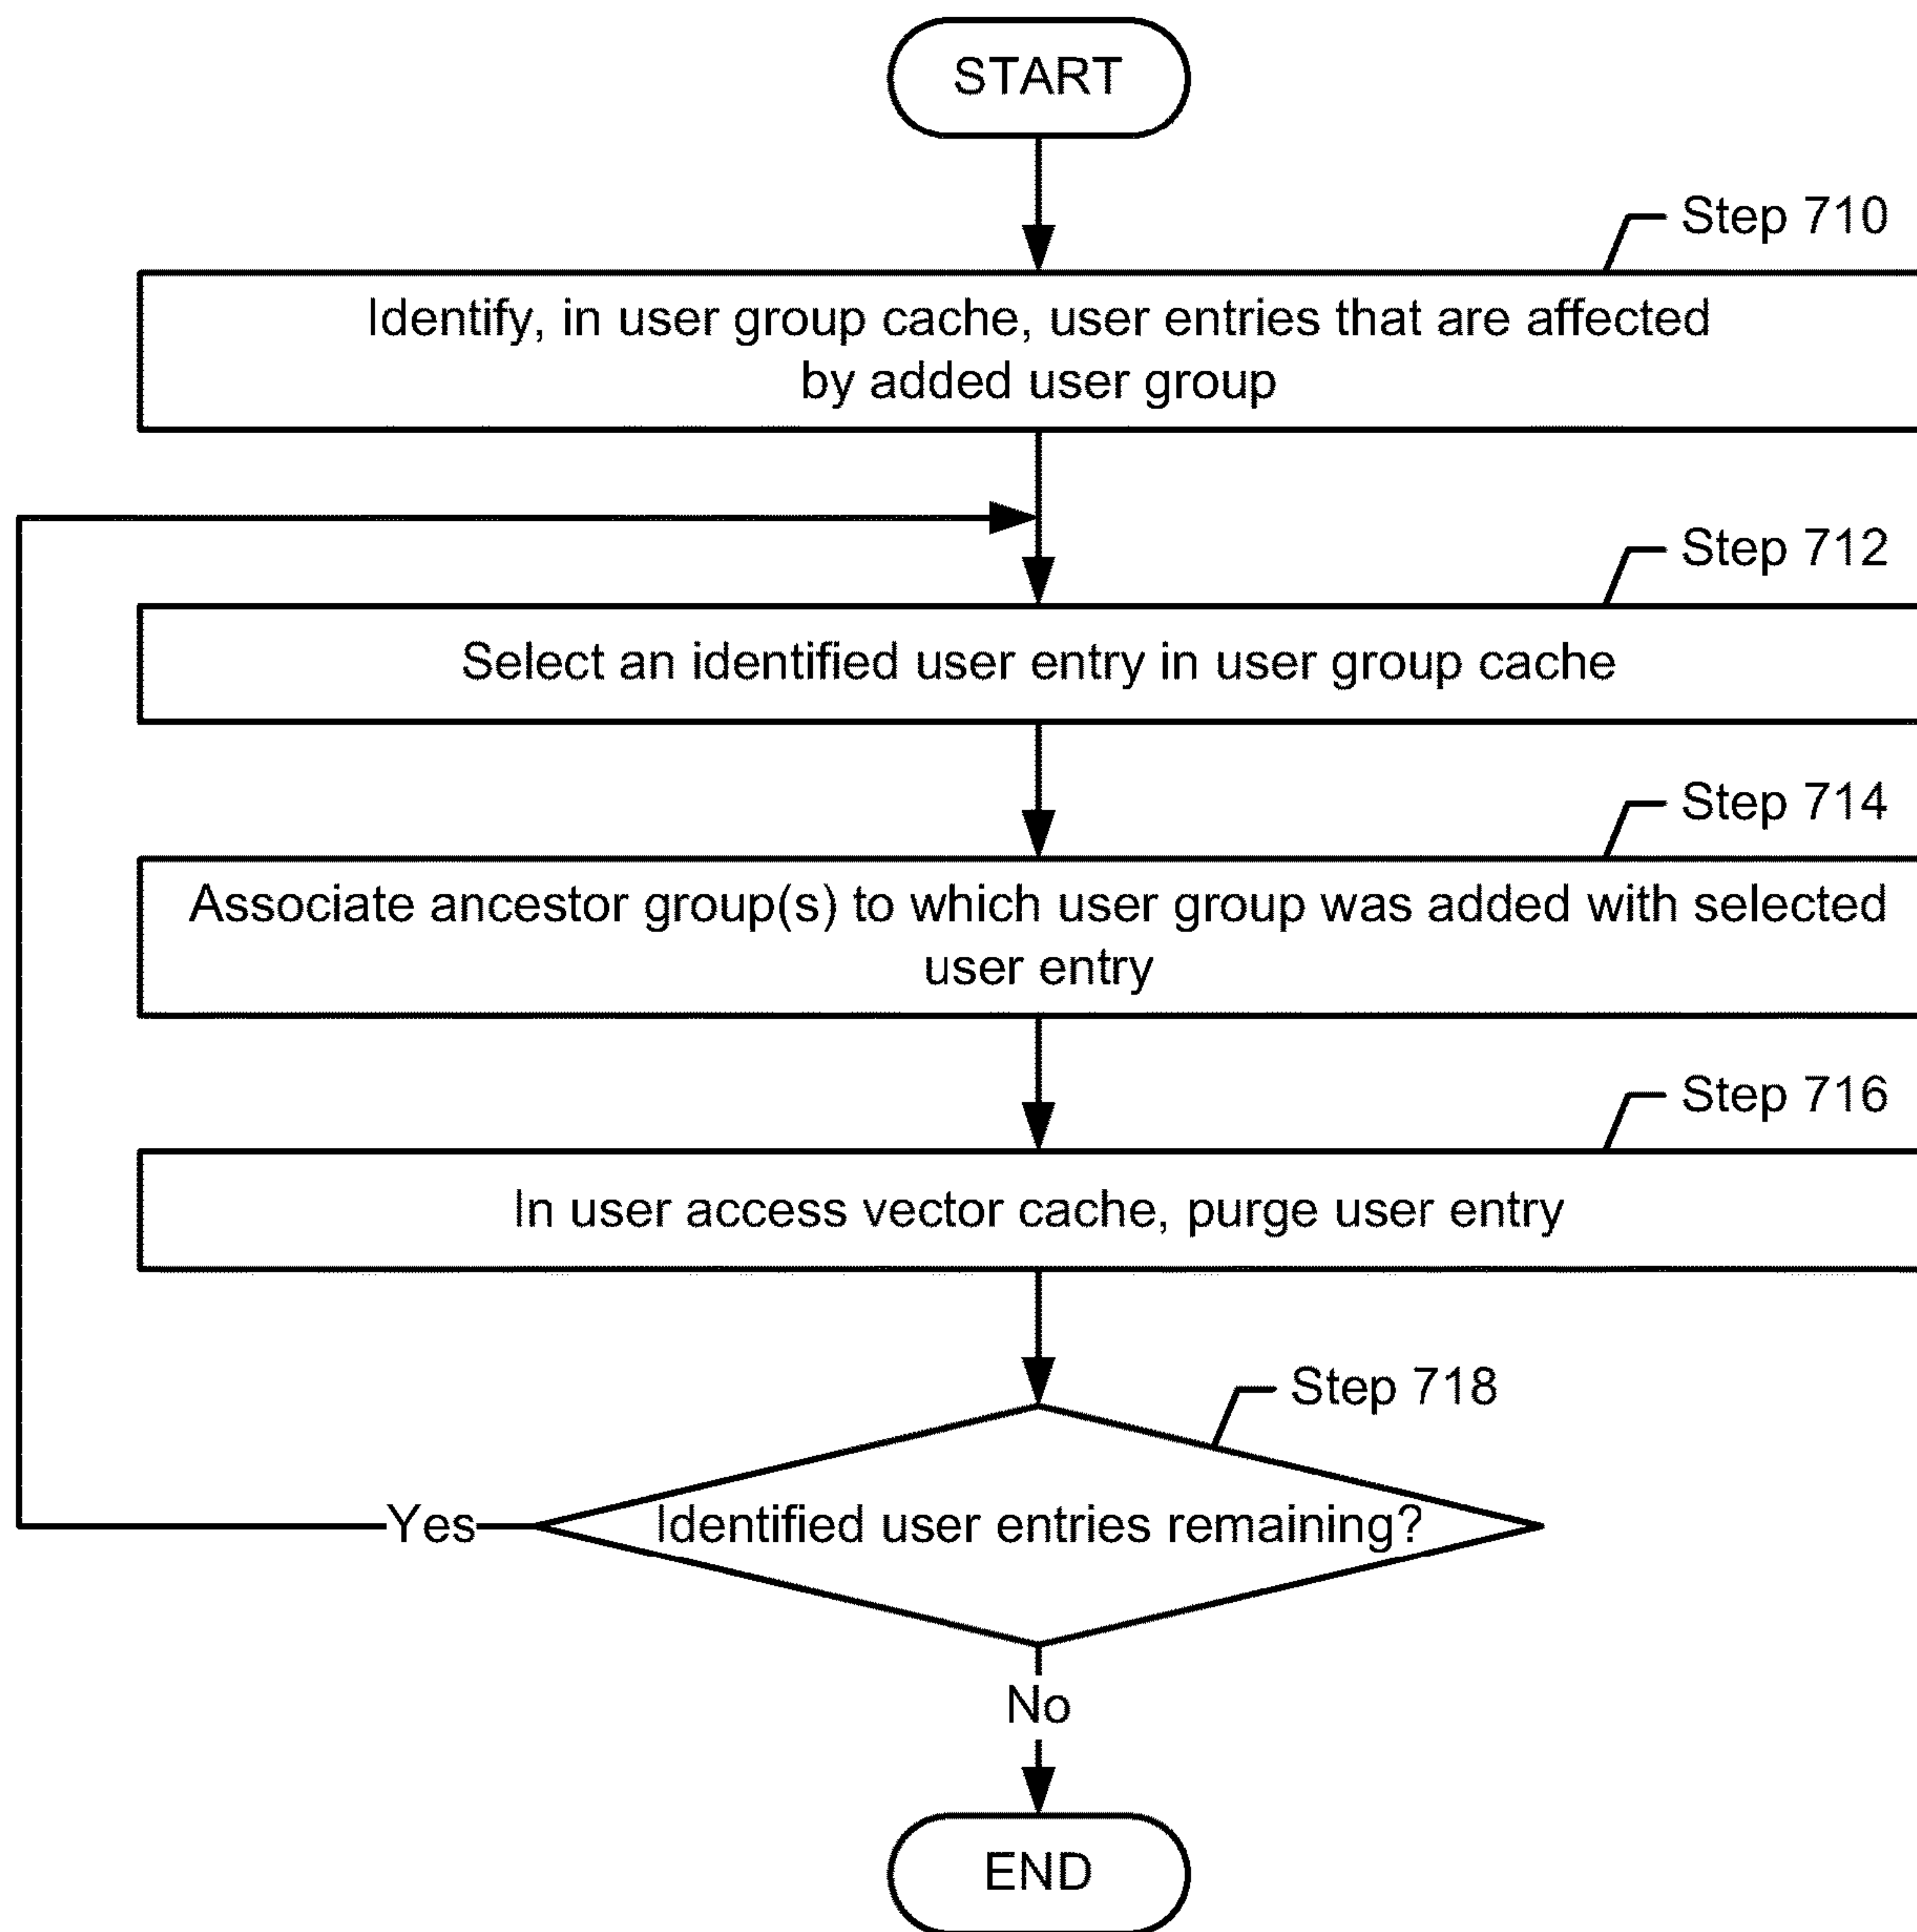 START
Step 710
Identify, in user group cache, user entries that are affected
by added user group
Step 712
Select an identified user entry in user group cache
Step 714
Associate ancestor group(s) to which user group was added with selected
user entry
Step 716
In user access vector cache, purge user entry
Step 718
Yes
Identified user entries remaining?
No
END